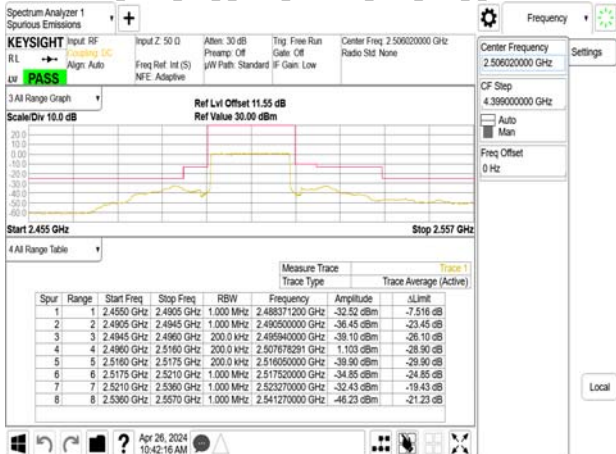 Spectrum Analyzer 1
Spurious Emissions
+
Frequency
KEYSIGHT Input: RF Input Z: 50 Ω Atten: 30 dB Trig: Free Run Center Freq: 2.506020000 GHz
RL Coupling: DC Preamp: Off Gate: Off Radio Std: None
Align: Auto Freq Ref: Int (S) µW Path: Standard IF Gain: Low
NFE: Adaptive
PASS
Center Frequency
2.506020000 GHz
Settings
CF Step
4.399000000 GHz
Auto
Man
Freq Offset
0 Hz
3 All Range Graph
Ref Lvl Offset 11.55 dB
Scale/Div 10.0 dB Ref Value 30.00 dBm
20.0
10.0
0.00
-10.0
-20.0
-30.0
-40.0
-50.0
-60.0
Start 2.455 GHz Stop 2.557 GHz
4 All Range Table
Measure Trace Trace 1
Trace Type Trace Average (Active)
Spur Range Start Freq Stop Freq RBW Frequency Amplitude ΔLimit
1 1 2.4550 GHz 2.4905 GHz 1.000 MHz 2.488371200 GHz -32.52 dBm -7.516 dB
2 2 2.4905 GHz 2.4945 GHz 1.000 MHz 2.490500000 GHz -36.45 dBm -23.45 dB
3 3 2.4945 GHz 2.4960 GHz 200.0 kHz 2.495940000 GHz -39.10 dBm -26.10 dB
4 4 2.4960 GHz 2.5160 GHz 200.0 kHz 2.507678291 GHz 1.103 dBm -28.90 dB
5 5 2.5160 GHz 2.5175 GHz 200.0 kHz 2.516050000 GHz -39.90 dBm -29.90 dB
6 6 2.5175 GHz 2.5210 GHz 1.000 MHz 2.517520000 GHz -34.85 dBm -24.85 dB
7 7 2.5210 GHz 2.5360 GHz 1.000 MHz 2.523270000 GHz -32.43 dBm -19.43 dB
8 8 2.5360 GHz 2.5570 GHz 1.000 MHz 2.541270000 GHz -46.23 dBm -21.23 dB
Local
?
Apr 26, 2024
10:42:16 AM